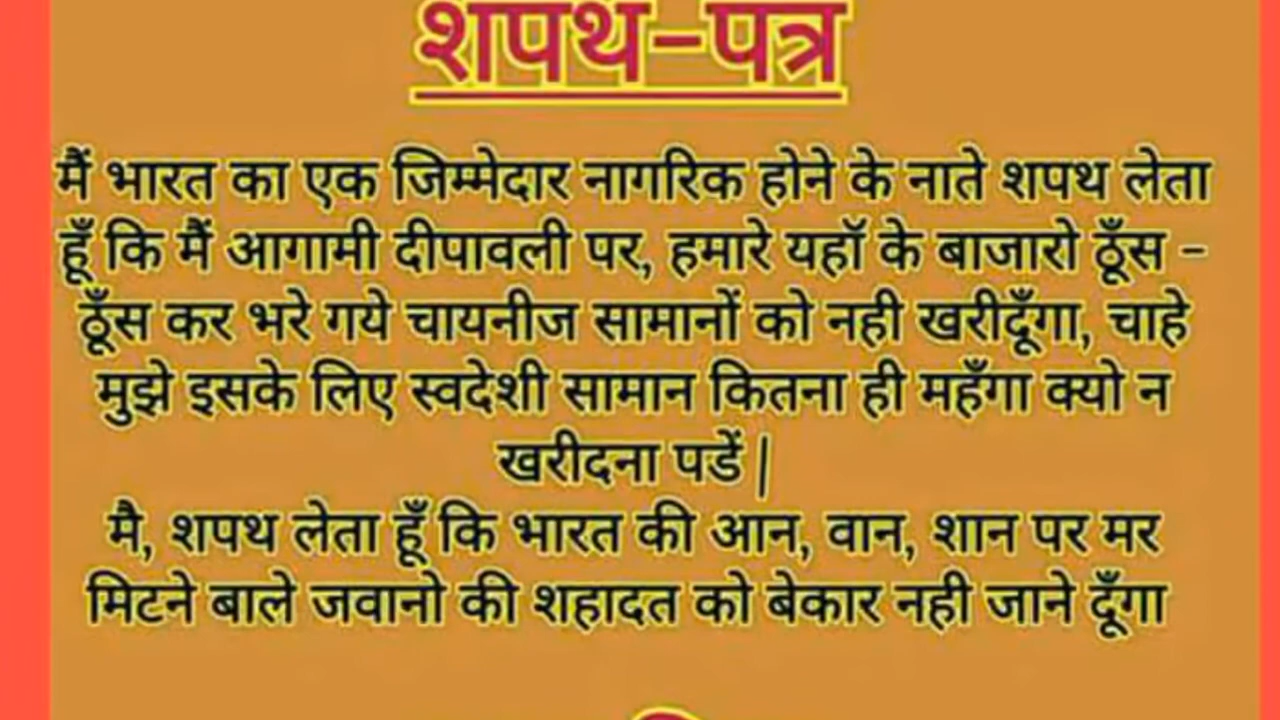 शपथ-पत्र
मैं भारत का एक जिम्मेदार नागरिक होने के नाते शपथ लेता
हूँ कि मैं आगामी दीपावली पर, हमारे यहॉ के बाजारो ठूँस -
ठूँस कर भरे गये चायनीज सामानों को नही खरीदूँगा, चाहे
मुझे इसके लिए स्वदेशी सामान कितना ही महँगा क्यो न
खरीदना पडें |
मै, शपथ लेता हूँ कि भारत की आन, वान, शान पर मर
मिटने बाले जवानो की शहादत को बेकार नही जाने दूँगा